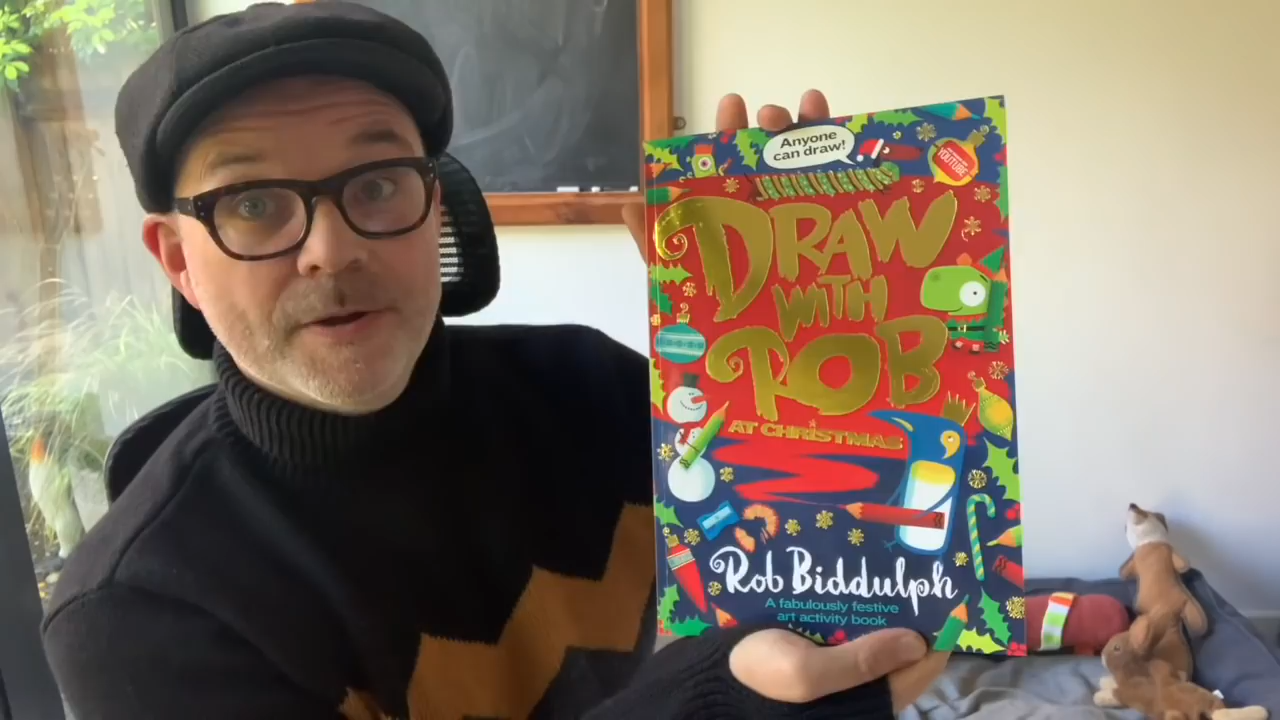 Anyone
can draw!
YOUTUBE
DRAW
WITH
ROB
AT CHRISTMAS
Rob Biddulph
A fabulously festive
art activity book